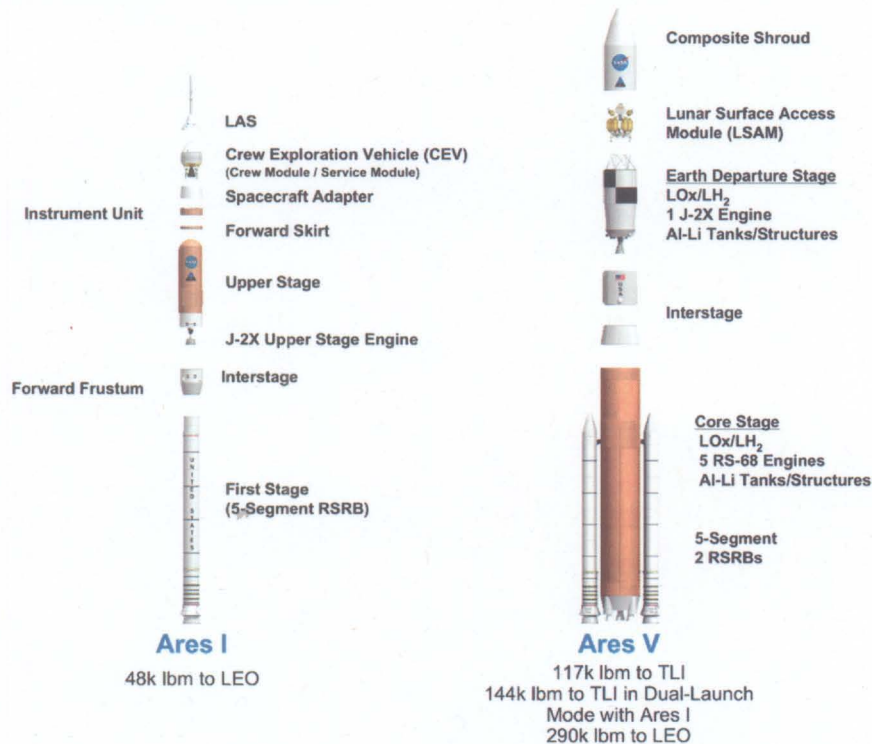 LAS
Crew Exploration Vehicle (CEV)
(Crew Module / Service Module)
Spacecraft Adapter
Instrument Unit
Forward Skirt
Upper Stage
J-2X Upper Stage Engine
Interstage
Forward Frustum
UNITED STATES
First Stage
(5-Segment RSRB)
Ares I
48k lbm to LEO
Composite Shroud
NASA
Lunar Surface Access
Module (LSAM)
Earth Departure Stage
LOx/LH₂
1 J-2X Engine
Al-Li Tanks/Structures
USA
Interstage
Core Stage
LOx/LH₂
5 RS-68 Engines
Al-Li Tanks/Structures
5-Segment
2 RSRBs
Ares V
117k lbm to TLI
144k lbm to TLI in Dual-Launch
Mode with Ares I
290k lbm to LEO